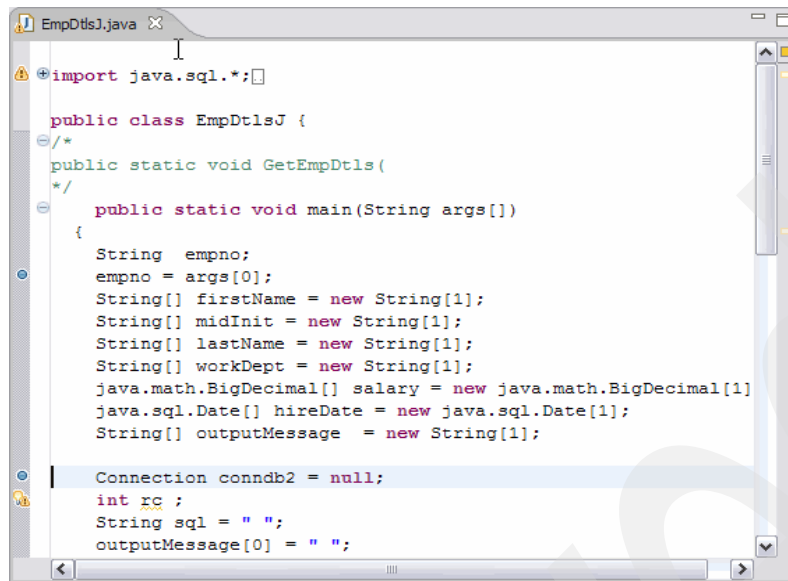 EmpDtlsJ.java
import java.sql.*;
public class EmpDtlsJ {
/*
public static void GetEmpDtls(
*/
public static void main(String args[])
{
String  empno;
empno = args[0];
String[] firstName = new String[1];
String[] midInit = new String[1];
String[] lastName = new String[1];
String[] workDept = new String[1];
java.math.BigDecimal[] salary = new java.math.BigDecimal[1]
java.sql.Date[] hireDate = new java.sql.Date[1];
String[] outputMessage  = new String[1];
Connection conndb2 = null;
int rc ;
String sql = " ";
outputMessage[0] = " ";